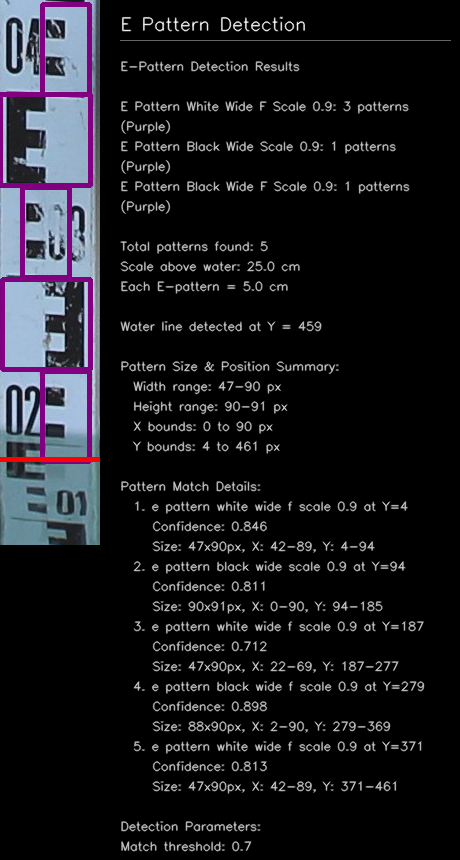 E Pattern Detection
E-Pattern Detection Results
E Pattern White Wide F Scale 0.9: 3 patterns
(Purple)
E Pattern Black Wide Scale 0.9: 1 patterns
(Purple)
E Pattern Black Wide F Scale 0.9: 1 patterns
(Purple)
Total patterns found: 5
Scale above water: 25.0 cm
Each E-pattern = 5.0 cm
Water line detected at Y = 459
Pattern Size & Position Summary:
Width range: 47-90 px
Height range: 90-91 px
X bounds: 0 to 90 px
Y bounds: 4 to 461 px
Pattern Match Details:
1. e pattern white wide f scale 0.9 at Y=4
Confidence: 0.846
Size: 47x90px, X: 42-89, Y: 4-94
2. e pattern black wide scale 0.9 at Y=94
Confidence: 0.811
Size: 90x91px, X: 0-90, Y: 94-185
3. e pattern white wide f scale 0.9 at Y=187
Confidence: 0.712
Size: 47x90px, X: 22-69, Y: 187-277
4. e pattern black wide f scale 0.9 at Y=279
Confidence: 0.898
Size: 88x90px, X: 2-90, Y: 279-369
5. e pattern white wide f scale 0.9 at Y=371
Confidence: 0.813
Size: 47x90px, X: 42-89, Y: 371-461
Detection Parameters:
Match threshold: 0.7
04
03
02
01